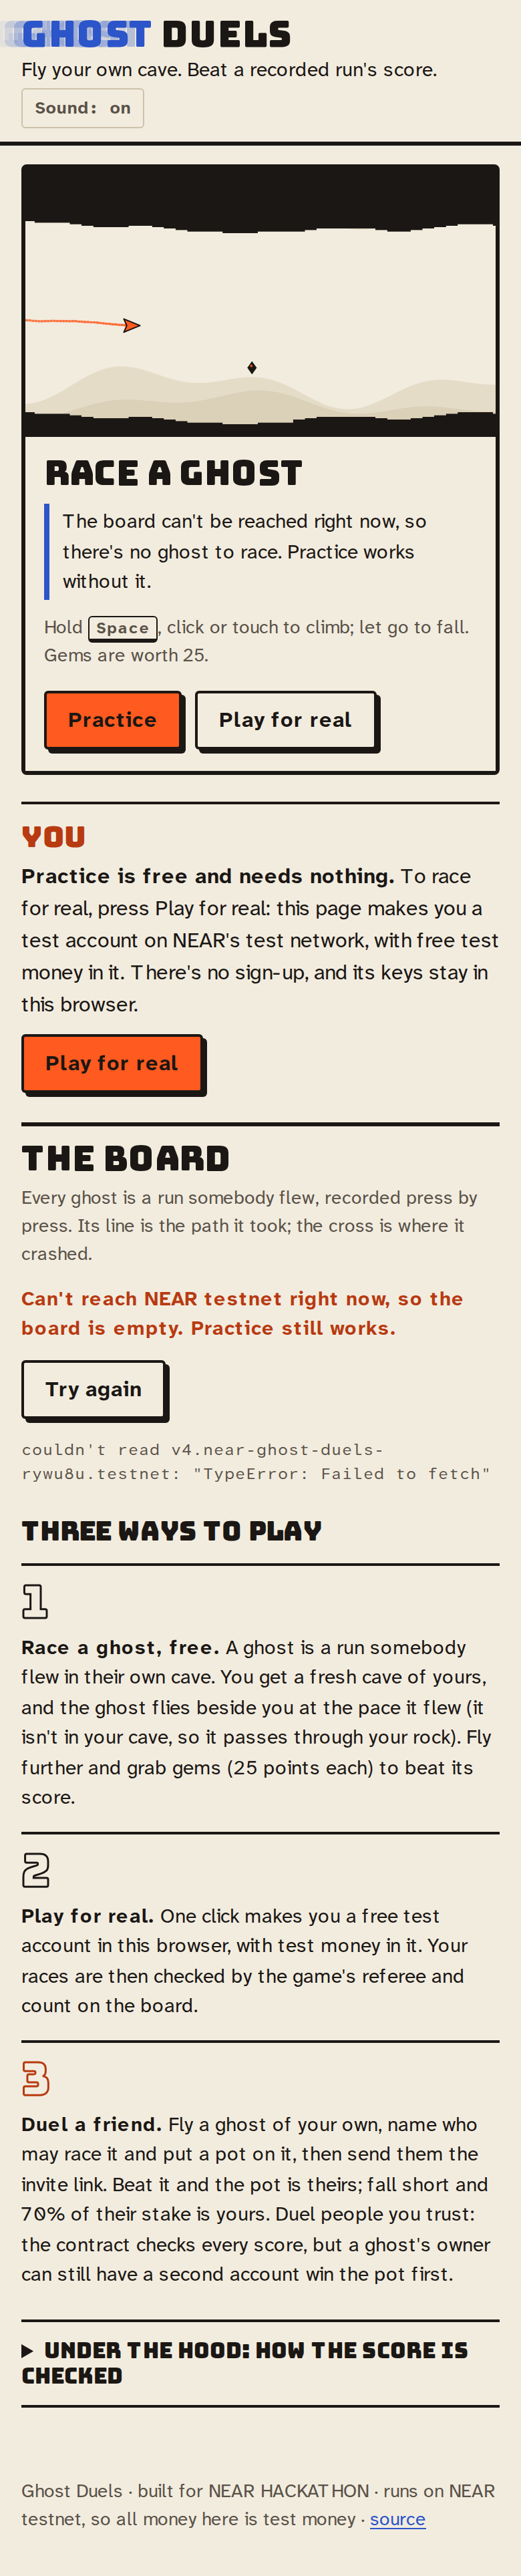 GHOST DUELS
Fly your own cave. Beat a recorded run's score.
Sound: on
RACE A GHOST
The board can't be reached right now, so
there's no ghost to race. Practice works
without it.
Hold Space, click or touch to climb; let go to fall.
Gems are worth 25.
Practice Play for real
YOU
Practice is free and needs nothing. To race
for real, press Play for real: this page makes you a
test account on NEAR's test network, with free test
money in it. There's no sign-up, and its keys stay in
this browser.
Play for real
THE BOARD
Every ghost is a run somebody flew, recorded press by
press. Its line is the path it took; the cross is where it
crashed.
Can't reach NEAR testnet right now, so the
board is empty. Practice still works.
Try again
couldn't read v4.near-ghost-duels-
rywu8u.testnet: "TypeError: Failed to fetch"
THREE WAYS TO PLAY
1
Race a ghost, free. A ghost is a run somebody
flew in their own cave. You get a fresh cave of yours,
and the ghost flies beside you at the pace it flew (it
isn't in your cave, so it passes through your rock). Fly
further and grab gems (25 points each) to beat its
score.
2
Play for real. One click makes you a free test
account in this browser, with test money in it. Your
races are then checked by the game's referee and
count on the board.
3
Duel a friend. Fly a ghost of your own, name who
may race it and put a pot on it, then send them the
invite link. Beat it and the pot is theirs; fall short and
70% of their stake is yours. Duel people you trust:
the contract checks every score, but a ghost's owner
can still have a second account win the pot first.
UNDER THE HOOD: HOW THE SCORE IS
CHECKED
Ghost Duels · built for NEAR HACKATHON · runs on NEAR
testnet, so all money here is test money · source